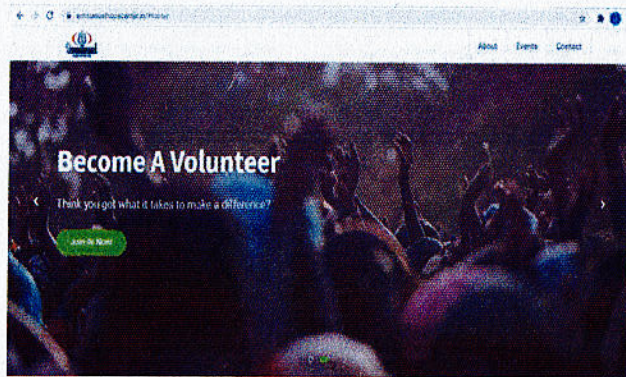 About Events Contact
Become A Volunteer
Think you got what it takes to make a difference?
Join Us Now!